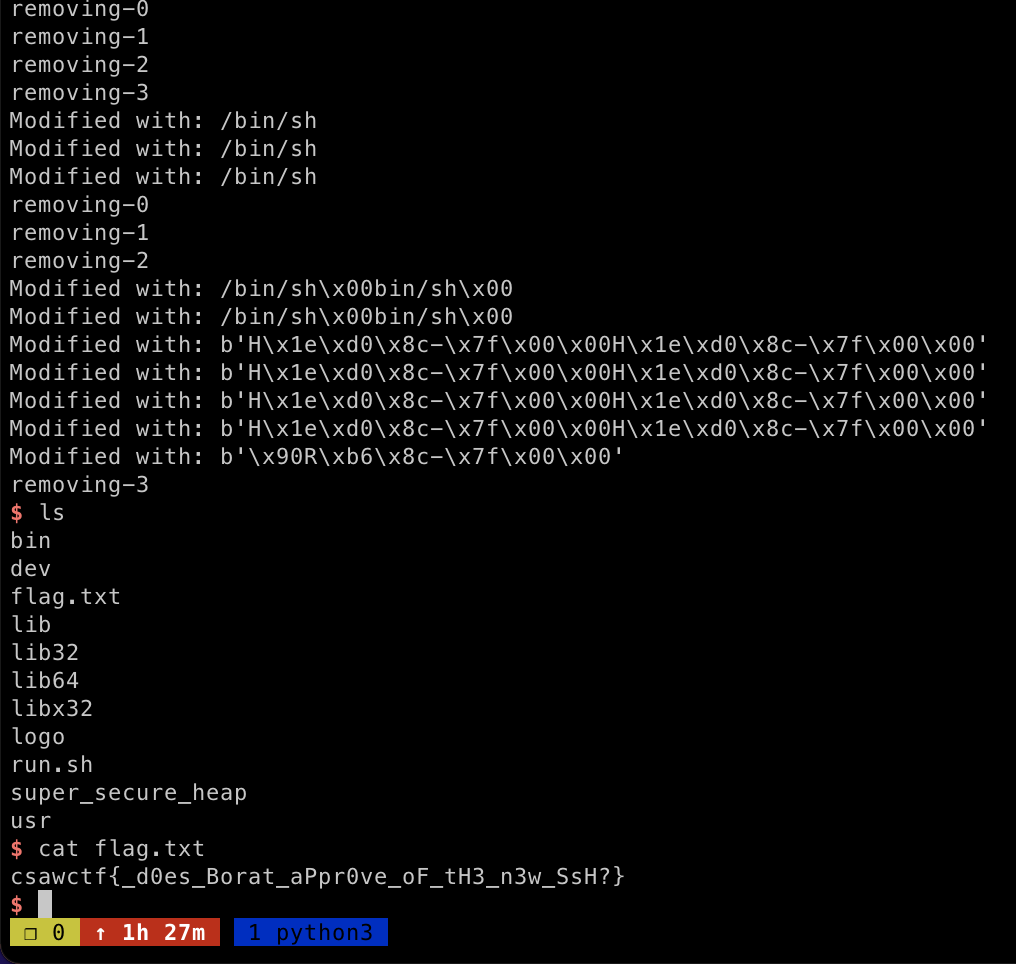 removing-0
removing-1
removing-2
removing-3
Modified with: /bin/sh
Modified with: /bin/sh
Modified with: /bin/sh
removing-0
removing-1
removing-2
Modified with: /bin/sh\x00bin/sh\x00
Modified with: /bin/sh\x00bin/sh\x00
Modified with: b'H\x1e\xd0\x8c-\x7f\x00\x00H\x1e\xd0\x8c-\x7f\x00\x00'
Modified with: b'H\x1e\xd0\x8c-\x7f\x00\x00H\x1e\xd0\x8c-\x7f\x00\x00'
Modified with: b'H\x1e\xd0\x8c-\x7f\x00\x00H\x1e\xd0\x8c-\x7f\x00\x00'
Modified with: b'H\x1e\xd0\x8c-\x7f\x00\x00H\x1e\xd0\x8c-\x7f\x00\x00'
Modified with: b'\x90R\xb6\x8c-\x7f\x00\x00'
removing-3
$ ls
bin
dev
flag.txt
lib
lib32
lib64
libx32
logo
run.sh
super_secure_heap
usr
$ cat flag.txt
csawctf{_d0es_Borat_aPpr0ve_oF_tH3_n3w_SsH?}
$
❐ 0 ↑ 1h 27m 1 python3